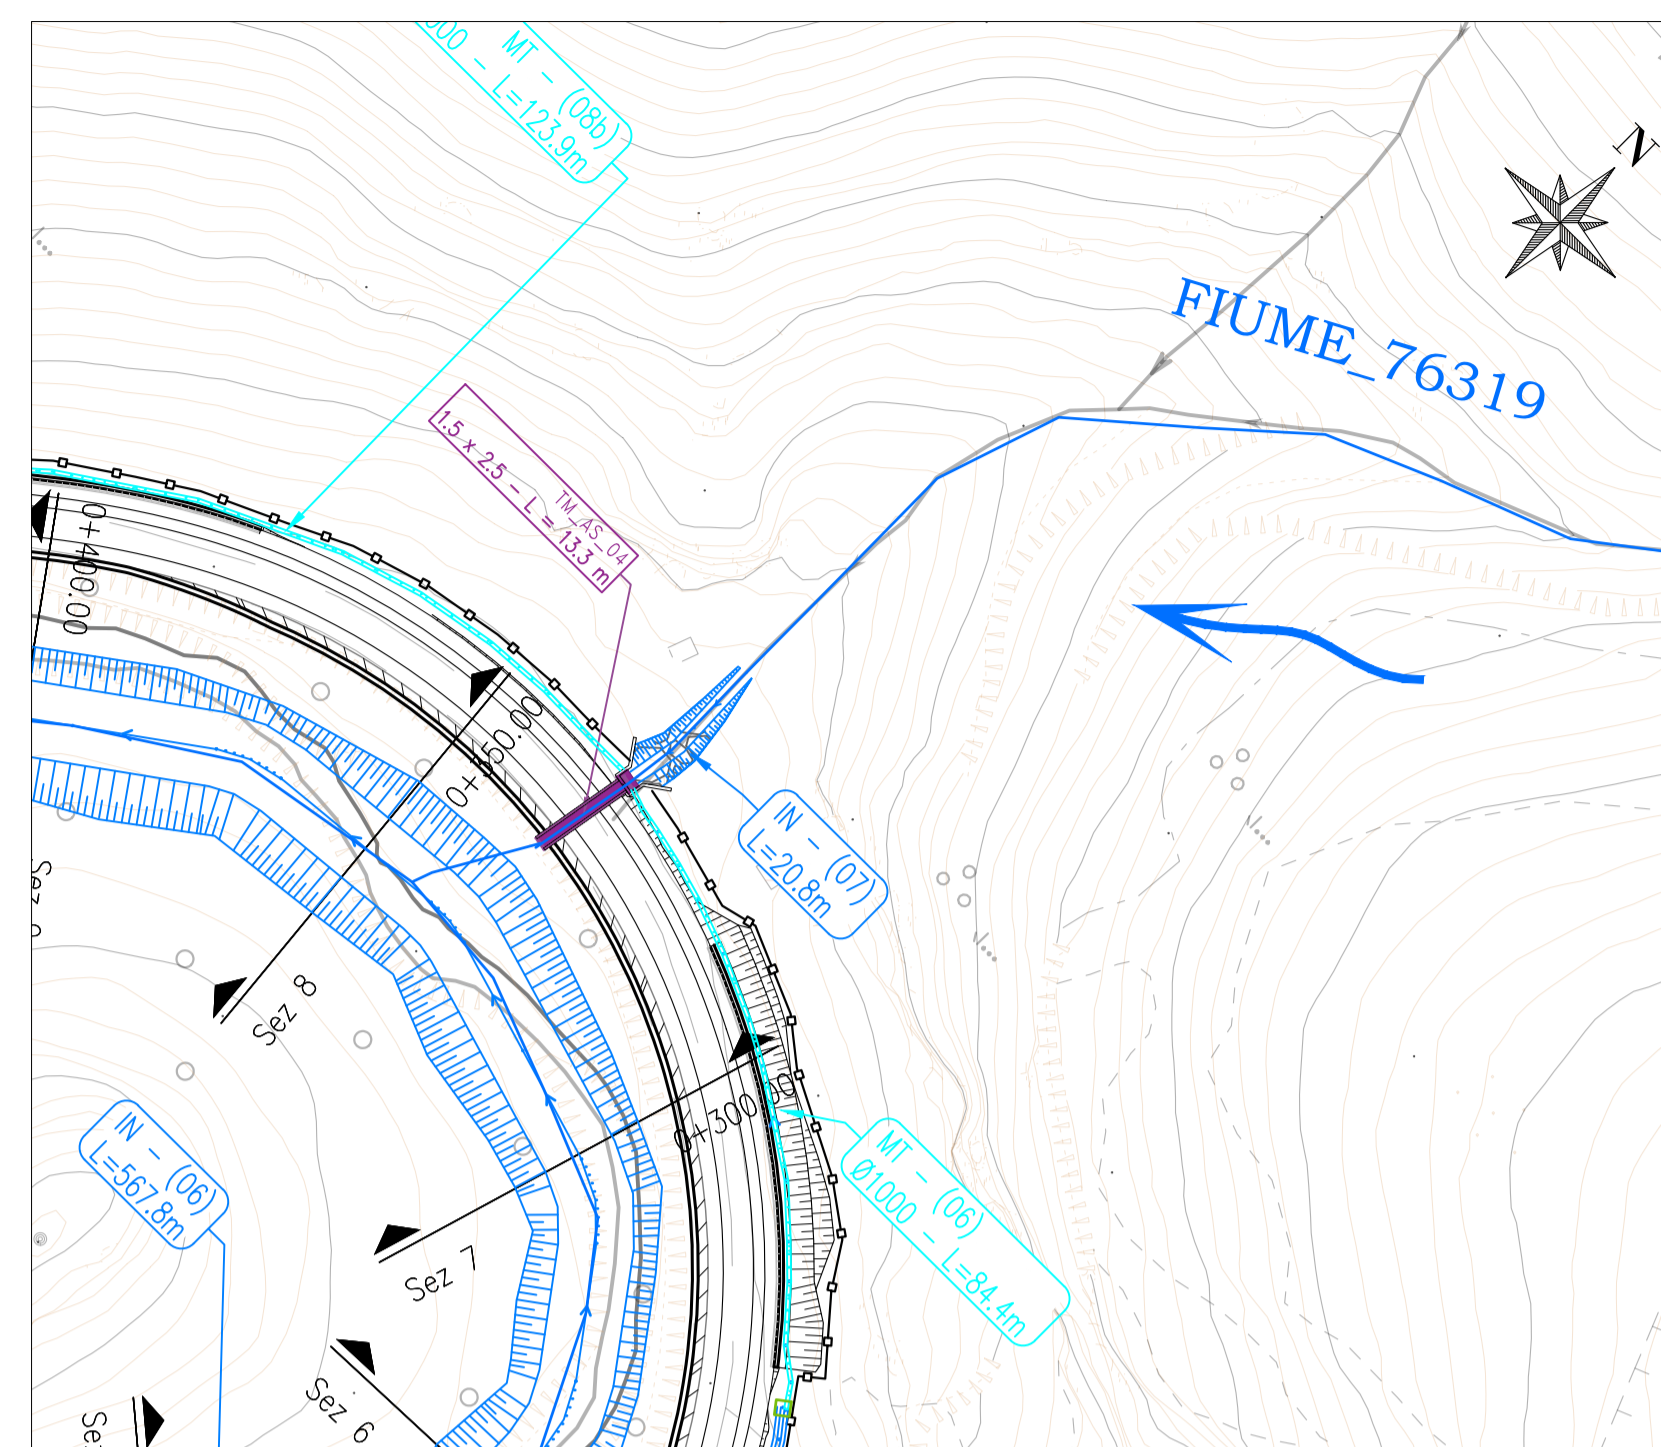 MT - (08b)
000 - L=123.9m
N
FIUME_76319
TM_AS_04
1.5 x 2.5 - L = 13.3 m
0+400.00
0+350.00
IN - (07)
L=20.8m
Sez 8
0+300.00
IN - (06)
L=567.8m
MT - (06)
Ø1000 - L=84.4m
Sez 7
Sez 6
Sez